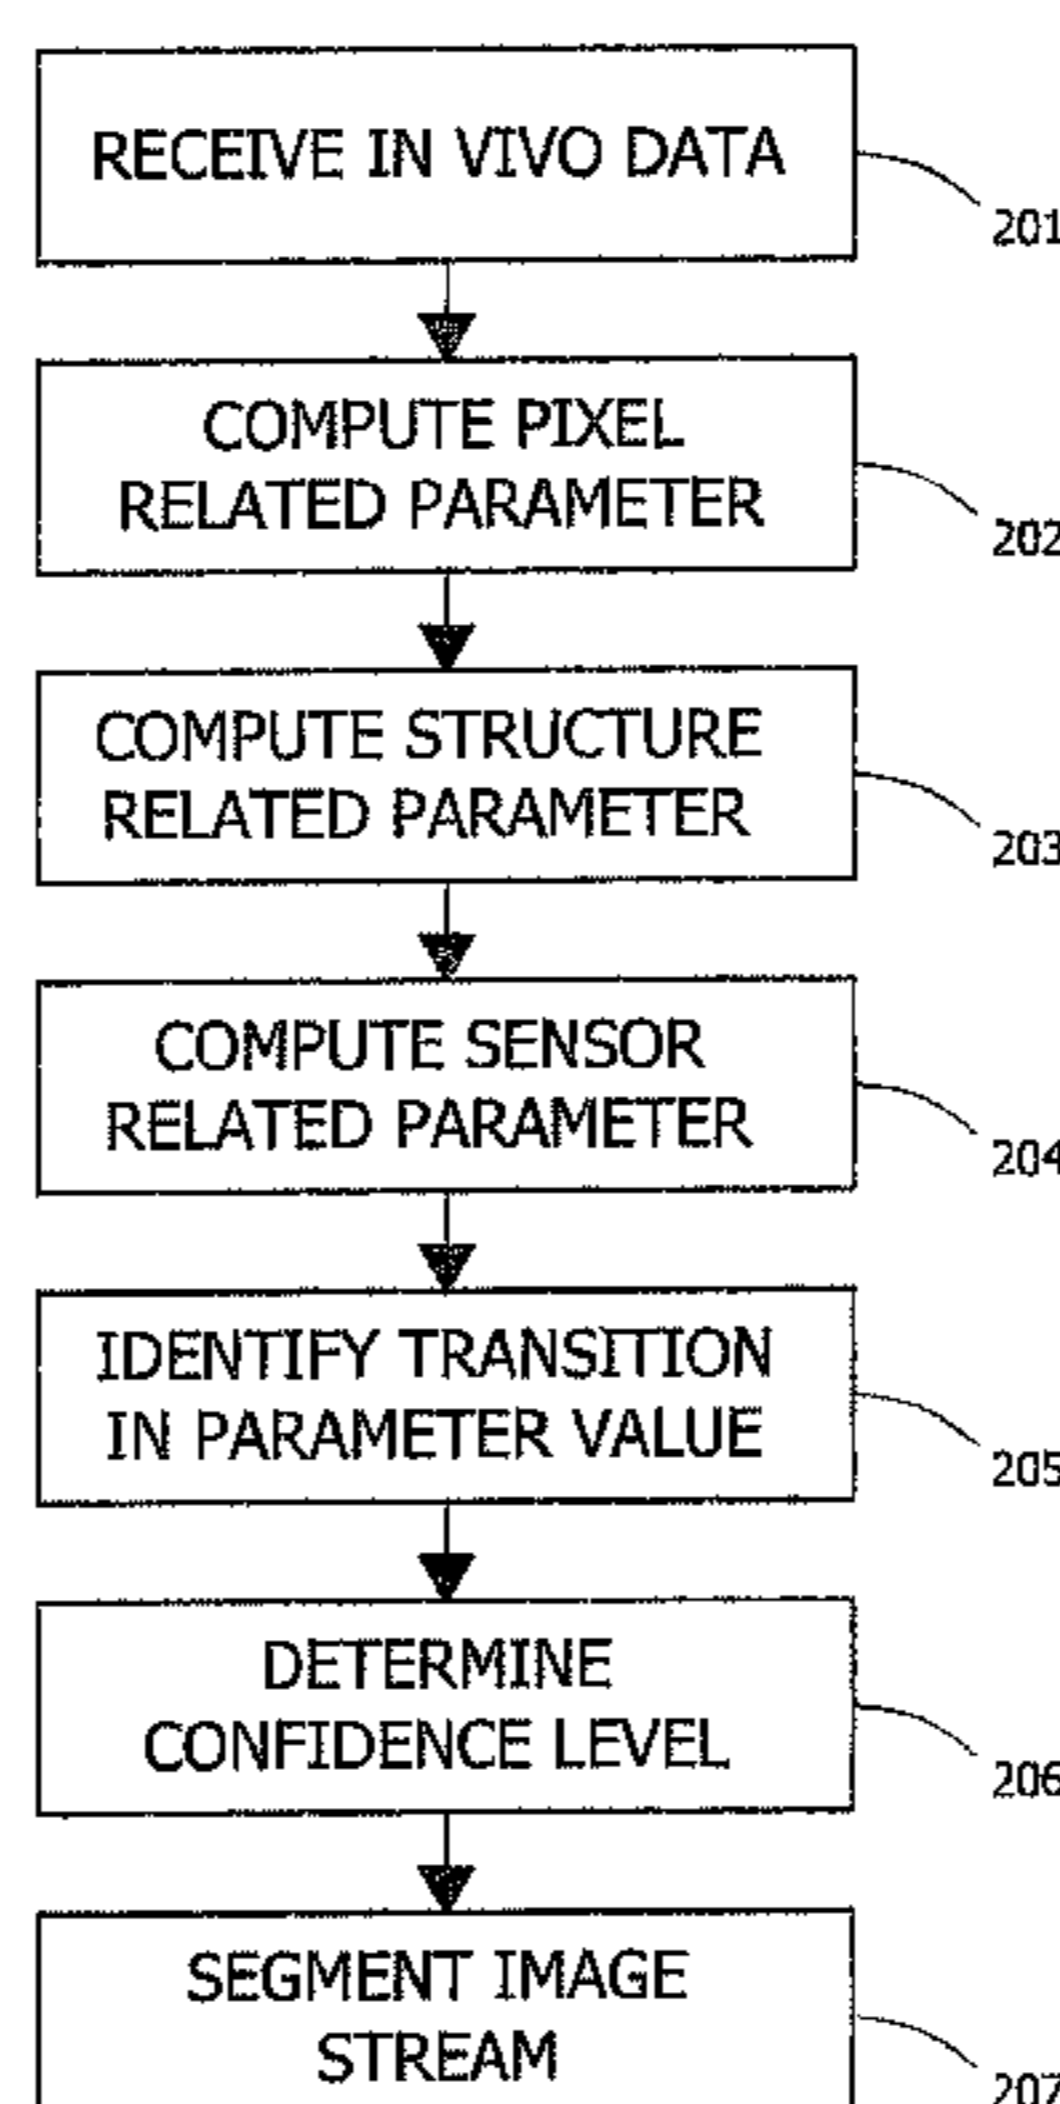 RECEIVE IN VIVO DATA
201
COMPUTE PIXEL
RELATED PARAMETER
202
COMPUTE STRUCTURE
RELATED PARAMETER
203
COMPUTE SENSOR
RELATED PARAMETER
204
IDENTIFY TRANSITION
IN PARAMETER VALUE
205
DETERMINE
CONFIDENCE LEVEL
206
SEGMENT IMAGE
STREAM
207